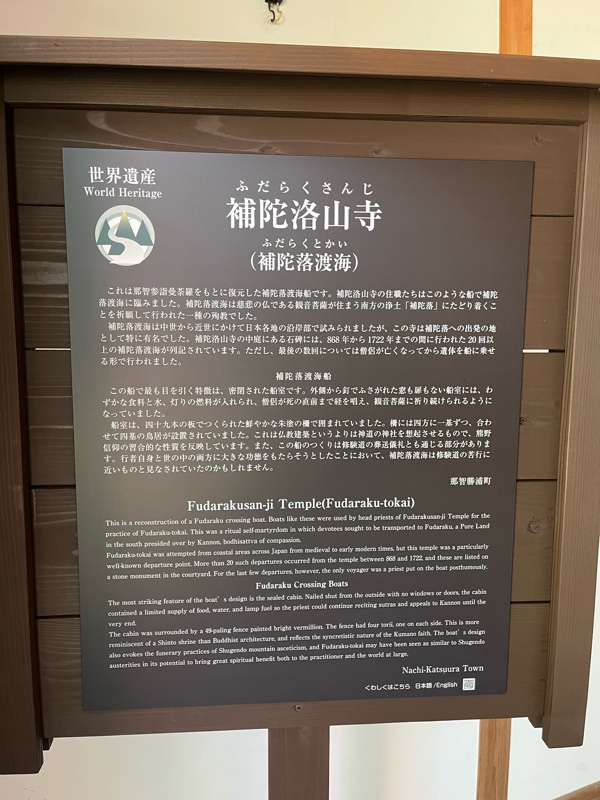 世界遺産
World Heritage
ふだらくさんじ
補陀洛山寺
ふだらくとかい
(補陀落渡海)
これは那智参詣曼荼羅をもとに復元した補陀落渡海船です。補陀洛山寺の住職たちはこのような船で補陀
落渡海に臨みました。補陀落渡海は慈悲の仏である観音菩薩が住まう南方の浄土「補陀落」にたどり着くこ
とを祈願して行われた一種の殉教でした。
補陀落渡海は中世から近世にかけて日本各地の沿岸部で試みられましたが、この寺は補陀落への出発の地
として特に有名でした。補陀洛山寺の中庭にある石碑には、868年から1722年までの間に行われた20回以
上の補陀落渡海が列記されています。ただし、最後の数回については僧侶が亡くなってから遺体を船に乗せ
る形で行われました。
補陀落渡海船
この船で最も目を引く特徴は、密閉された船室です。外側から釘でふさがれた窓も扉もない船室には、わ
ずかな食料と水、灯りの燃料が入れられ、僧侶が死の直前まで経を唱え、観音菩薩に祈り続けられるように
なっていました。
船室は、四十九本の板でつくられた鮮やかな朱塗の柵で囲まれていました。柵には四方に一基ずつ、合わ
せて四基の鳥居が設置されていました。これは仏教建築というよりは神道の神社を想起させるもので、熊野
信仰の習合的な性質を反映しています。また、この船のつくりは修験道の葬送儀礼とも通じる部分がありま
す。行者自身と世の中の両方に大きな功徳をもたらそうとしたことにおいて、補陀落渡海は修験道の苦行に
近いものと見なされていたのかもしれません。
那智勝浦町
Fudarakusan-ji Temple(Fudaraku-tokai)
This is a reconstruction of a Fudaraku crossing boat. Boats like these were used by head priests of Fudarakusan-ji Temple for the
practice of Fudaraku-tokai. This was a ritual self-martyrdom in which devotees sought to be transported to Fudaraku, a Pure Land
in the south presided over by Kannon, bodhisattva of compassion.
Fudaraku-tokai was attempted from coastal areas across Japan from medieval to early modern times, but this temple was a particularly
well-known departure point. More than 20 such departures occurred from the temple between 868 and 1722, and these are listed on
a stone monument in the courtyard. For the last few departures, however, the only voyager was a priest put on the boat posthumously.
Fudaraku Crossing Boats
The most striking feature of the boat's design is the sealed cabin. Nailed shut from the outside with no windows or doors, the cabin
contained a limited supply of food, water, and lamp fuel so the priest could continue reciting sutras and appeals to Kannon until the
very end.
The cabin was surrounded by a 49-paling fence painted bright vermillion. The fence had four torii, one on each side. This is more
reminiscent of a Shinto shrine than Buddhist architecture, and reflects the syncretistic nature of the Kumano faith. The boat's design
also evokes the funerary practices of Shugendo mountain asceticism, and Fudaraku-tokai may have been seen as similar to Shugendo
austerities in its potential to bring great spiritual benefit both to the practitioner and the world at large.
Nachi-Katsuura Town
くわしくはこちら 日本語/English